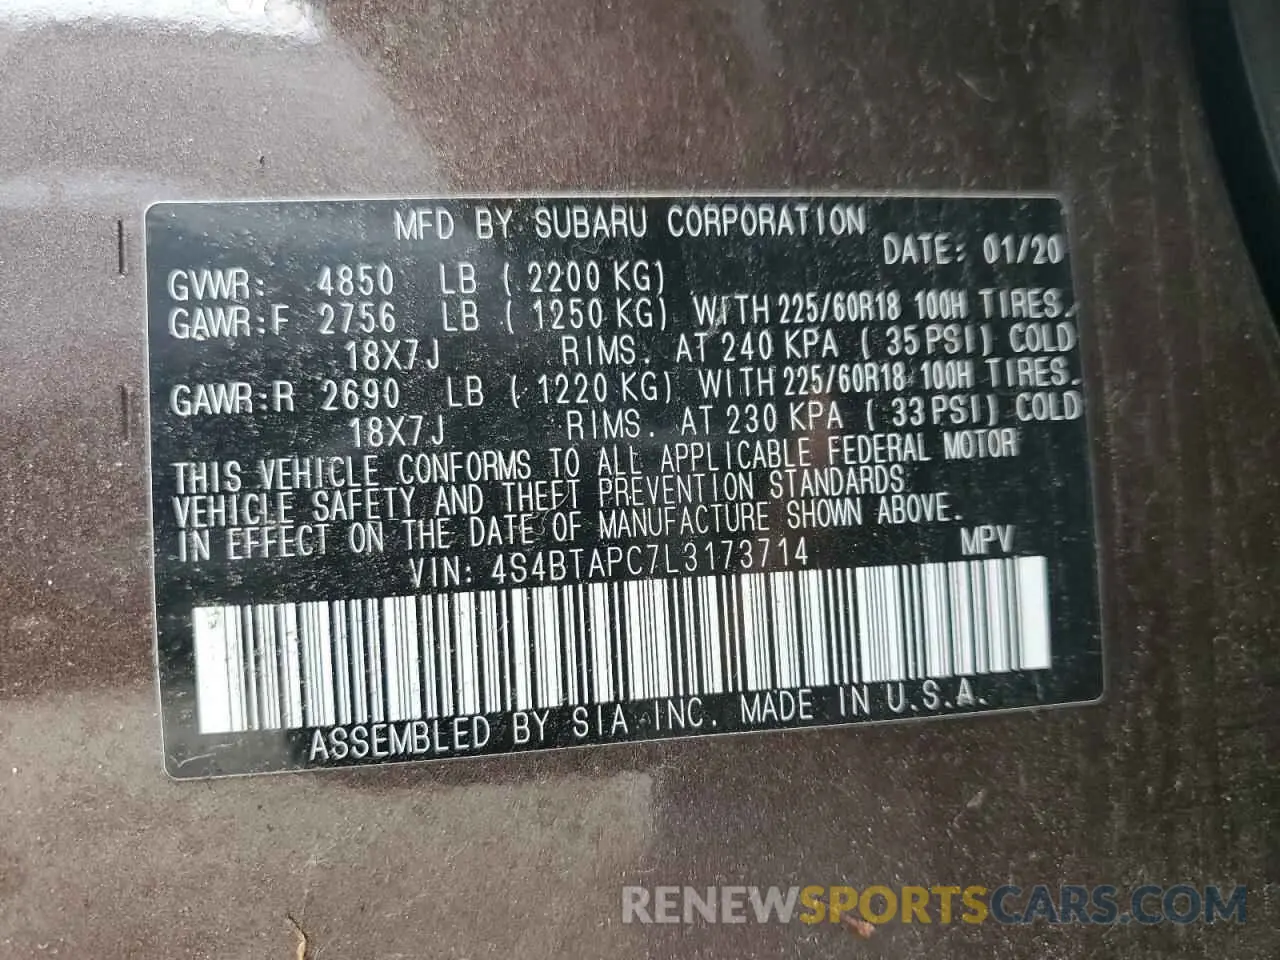 MFD BY SUBARU CORPORATION
DATE: 01/20
GVWR: 4850 LB ( 2200 KG)
GAWR:F 2756 LB ( 1250 KG) WITH 225/60R18 100H TIRES.
18X7J RIMS. AT 240 KPA ( 35 PSI) COLD
GAWR:R 2690 LB ( 1220 KG) WITH 225/60R18 100H TIRES.
18X7J RIMS. AT 230 KPA ( 33 PSI) COLD
THIS VEHICLE CONFORMS TO ALL APPLICABLE FEDERAL MOTOR
VEHICLE SAFETY AND THEFT PREVENTION STANDARDS
IN EFFECT ON THE DATE OF MANUFACTURE SHOWN ABOVE.
VIN: 4S4BTAPC7L3173714 MPV
ASSEMBLED BY SIA INC. MADE IN U.S.A.
RENEWSPORTSCARS.COM